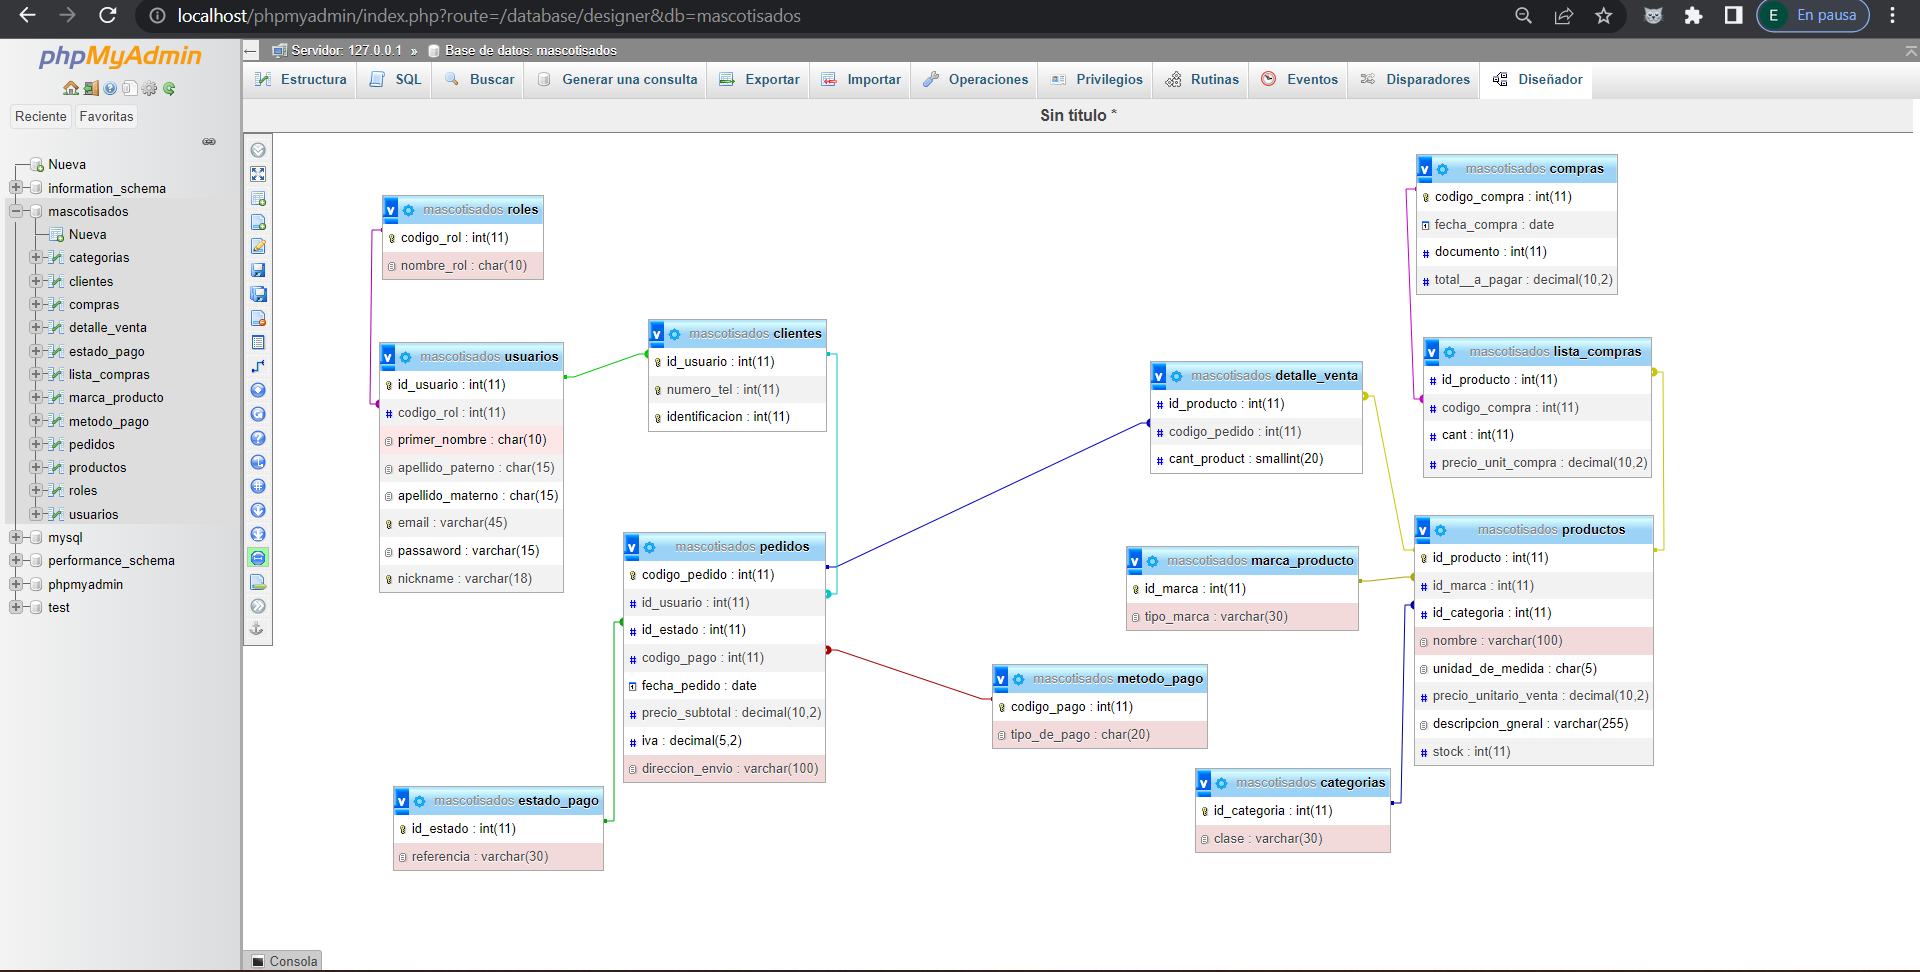 localhost/phpmyadmin/index.php?route=/database/designer&db=mascotisados
E
En pausa
phpMyAdmin
Reciente
Favoritas
Nueva
information_schema
mascotisados
Nueva
categorias
clientes
compras
detalle_venta
estado_pago
lista_compras
marca_producto
metodo_pago
pedidos
productos
roles
usuarios
mysql
performance_schema
phpmyadmin
test
Servidor: 127.0.0.1 » Base de datos: mascotisados
Estructura
SQL
Buscar
Generar una consulta
Exportar
Importar
Operaciones
Privilegios
Rutinas
Eventos
Disparadores
Diseñador
Sin título *
v mascotisados roles
codigo_rol : int(11)
nombre_rol : char(10)
v mascotisados usuarios
id_usuario : int(11)
codigo_rol : int(11)
primer_nombre : char(10)
apellido_paterno : char(15)
apellido_materno : char(15)
email : varchar(45)
passaword : varchar(15)
nickname : varchar(18)
v mascotisados clientes
id_usuario : int(11)
numero_tel : int(11)
identificacion : int(11)
v mascotisados pedidos
codigo_pedido : int(11)
id_usuario : int(11)
id_estado : int(11)
codigo_pago : int(11)
fecha_pedido : date
precio_subtotal : decimal(10,2)
iva : decimal(5,2)
direccion_envio : varchar(100)
v mascotisados estado_pago
id_estado : int(11)
referencia : varchar(30)
v mascotisados compras
codigo_compra : int(11)
fecha_compra : date
documento : int(11)
total__a_pagar : decimal(10,2)
v mascotisados lista_compras
id_producto : int(11)
codigo_compra : int(11)
cant : int(11)
precio_unit_compra : decimal(10,2)
v mascotisados detalle_venta
id_producto : int(11)
codigo_pedido : int(11)
cant_product : smallint(20)
v mascotisados marca_producto
id_marca : int(11)
tipo_marca : varchar(30)
v mascotisados productos
id_producto : int(11)
id_marca : int(11)
id_categoria : int(11)
nombre : varchar(100)
unidad_de_medida : char(5)
precio_unitario_venta : decimal(10,2)
descripcion_gneral : varchar(255)
stock : int(11)
v mascotisados metodo_pago
codigo_pago : int(11)
tipo_de_pago : char(20)
v mascotisados categorias
id_categoria : int(11)
clase : varchar(30)
Consola